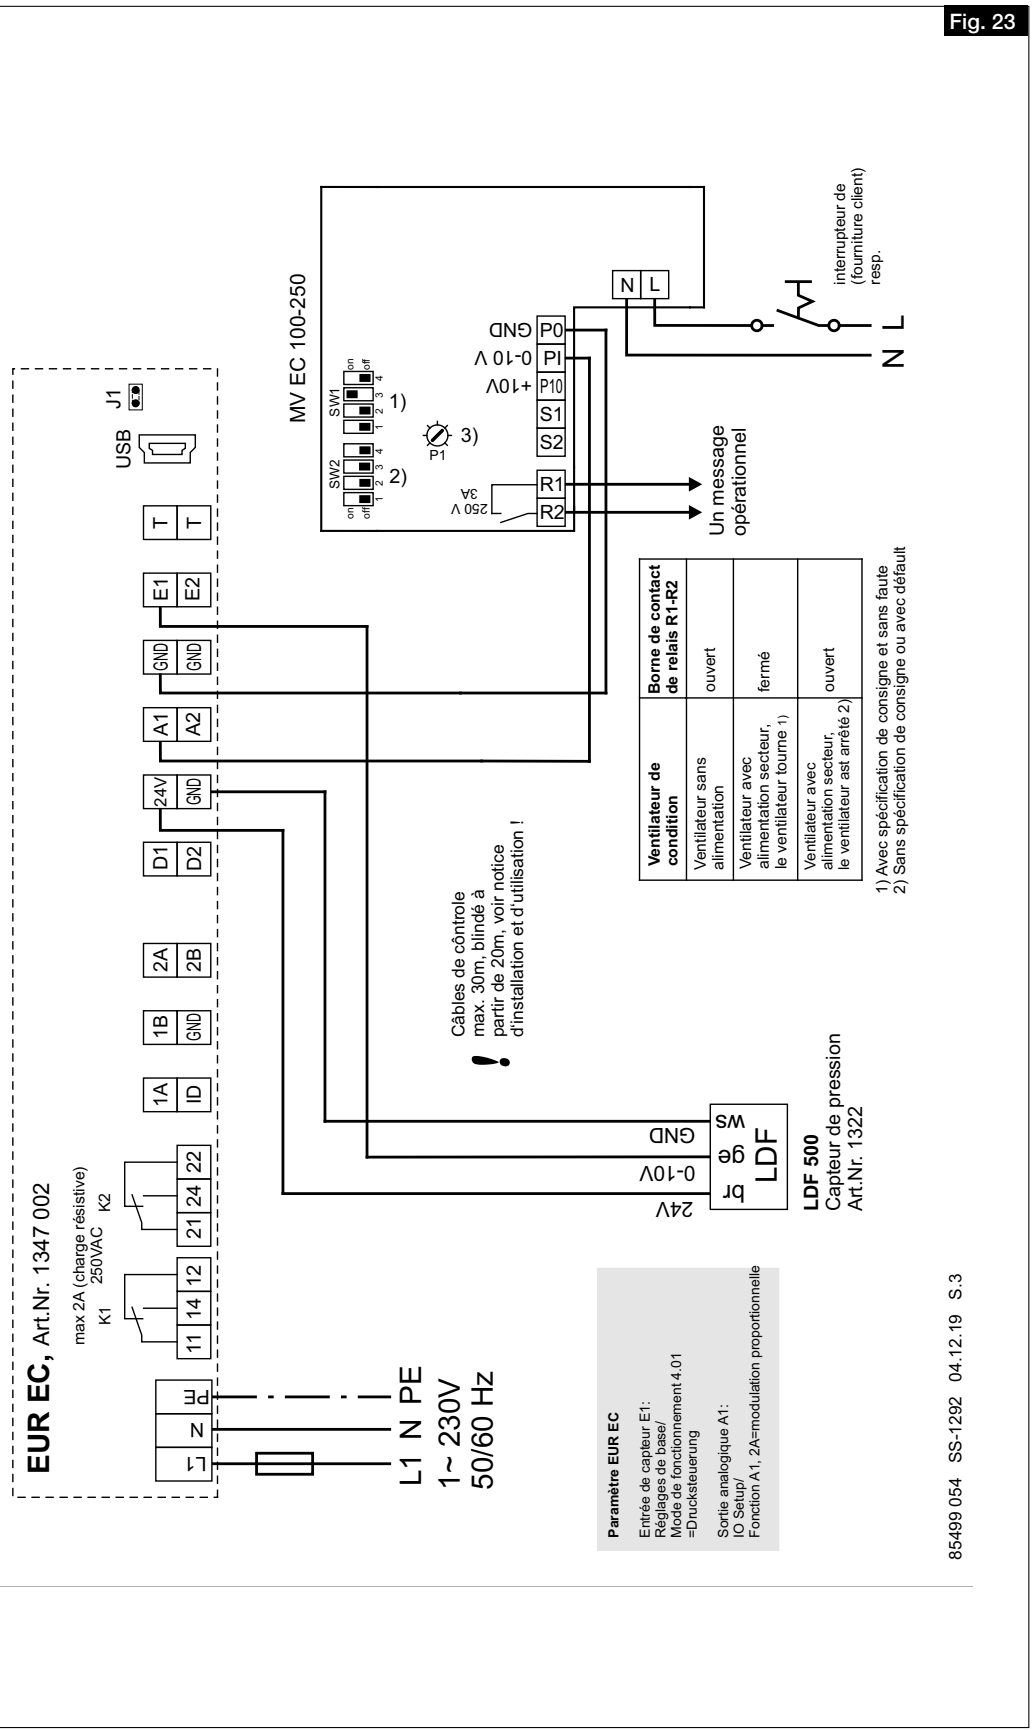 Fig. 23
EUR EC, Art.Nr. 1347 002
max 2A (charge résistive)
250VAC
K1
K2
L1
N
PE
11
14
12
21
24
22
1A
ID
1B
GND
2A
2B
D1
D2
24V
GND
A1
A2
GND
GND
E1
E2
T
T
USB
J1
L1 N PE
1~ 230V
50/60 Hz
MV EC 100-250
on
off
SW2
1 2 3 4
2)
SW1
1 2 3 4
on
off
1)
P1
3)
250 V
3A
R2
R1
S2
S1
P10
PI
P0
+10V
0-10 V
GND
N
L
Un message
opérationnel
N L
interrupteur de
(fourniture client)
resp.
Câbles de côntrole
max. 30m, blindé à
partir de 20m, voir notice
d'installation et d'utilisation !
!
24V
0-10V
GND
br
ge
ws
LDF
LDF 500
Capteur de pression
Art.Nr. 1322
Ventilateur de
condition
Borne de contact
de relais R1-R2
Ventilateur sans
alimentation
ouvert
Ventilateur avec
alimentation secteur,
le ventilateur tourne 1)
fermé
Ventilateur avec
alimentation secteur,
le ventilateur ast arrété 2)
ouvert
1) Avec spécification de consigne et sans faute
2) Sans spécification de consigne ou avec défault
Paramètre EUR EC
Entrée de capteur E1:
Réglages de base/
Mode de fonctionnement 4.01
=Drucksteuerung
Sortie analogique A1:
IO Setup/
Fonction A1, 2A=modulation proportionnelle
85499 054 SS-1292 04.12.19 S.3